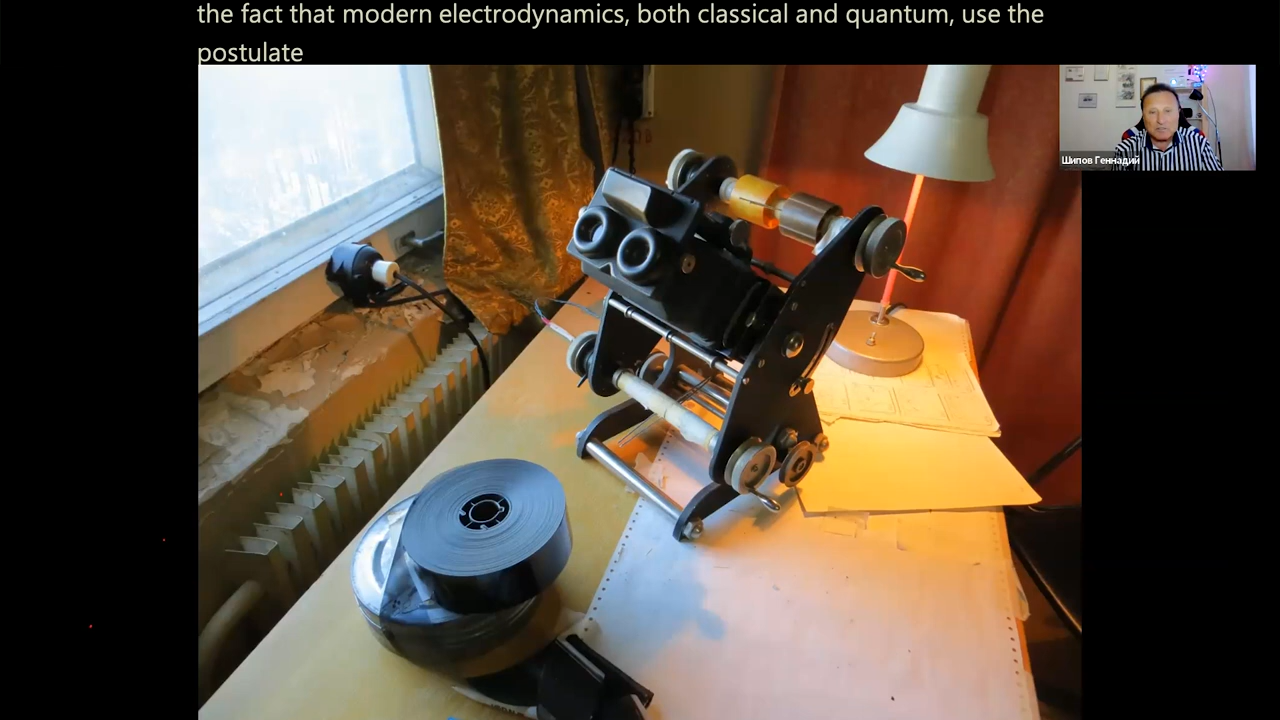 the fact that modern electrodynamics, both classical and quantum, use the
postulate
Шипов Геннадий